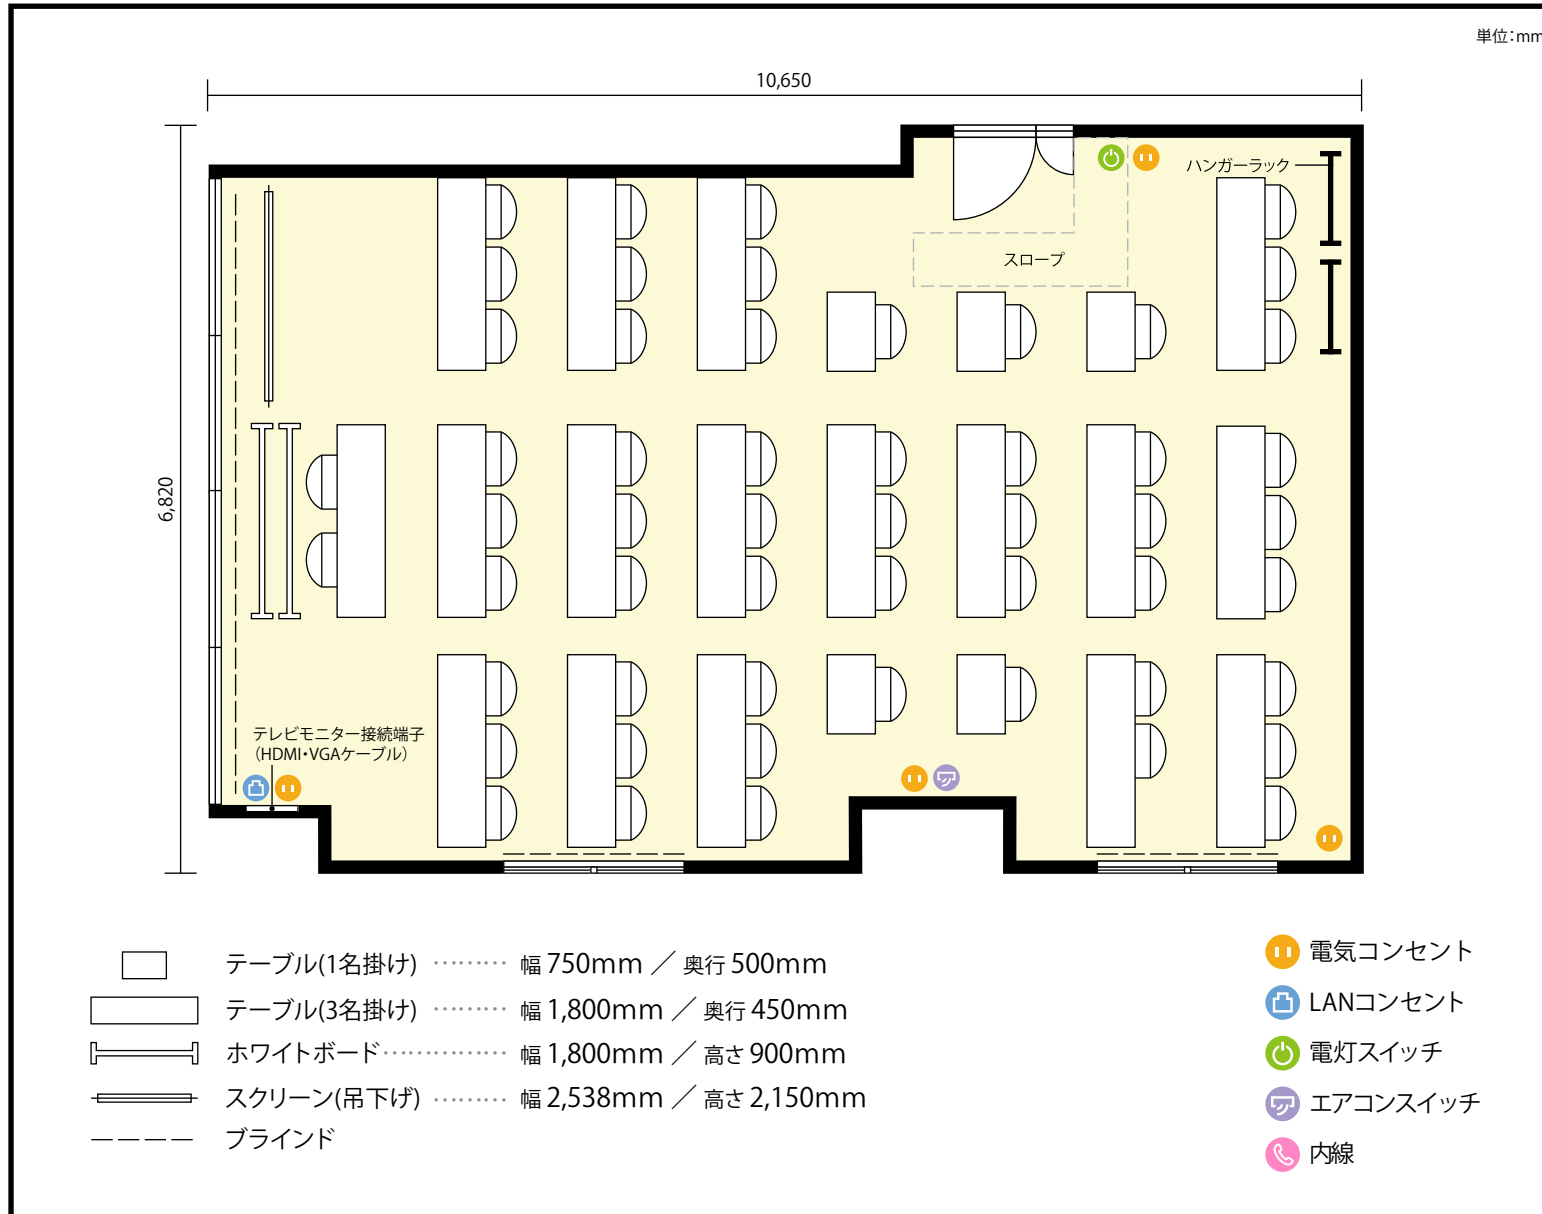 単位：mm
10,650
ハンガーラック
スロープ
6,820
テレビモニター接続端子
（HDMI・VGAケーブル）
テーブル(1名掛け) ········· 幅 750mm ／ 奥行 500mm
テーブル(3名掛け) ········· 幅 1,800mm ／ 奥行 450mm
ホワイトボード··············· 幅 1,800mm ／ 高さ 900mm
スクリーン(吊下げ) ········· 幅 2,538mm ／ 高さ 2,150mm
ブラインド
電気コンセント
LANコンセント
電灯スイッチ
エアコンスイッチ
内線